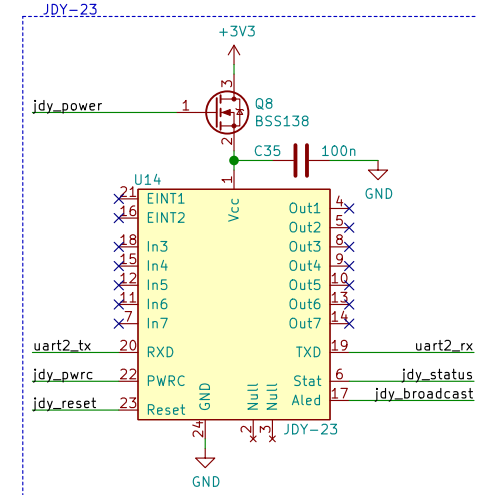 JDY-23
+3V3
3
jdy_power 1 Q8
BSS138
2
C35 100n
1
GND
U14
Vcc
21 EINT1
16 EINT2
Out1 4
Out2 5
18 In3 Out3 8
15 In4 Out4 9
12 In5 Out5 10
11 In6 Out6 13
7 In7 Out7 14
uart2_tx 20 RXD TXD 19 uart2_rx
jdy_pwrc 22 PWRC Stat 6 jdy_status
Aled 17 jdy_broadcast
jdy_reset 23 Reset
GND Null Null
24 2 3 JDY-23
GND